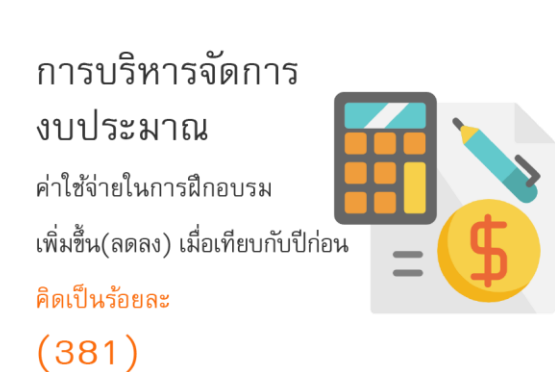 การบริหารจัดการ
งบประมาณ
ค่าใช้จ่ายในการฝึกอบรม
เพิ่มขึ้น(ลดลง) เมื่อเทียบกับปีก่อน
คิดเป็นร้อยละ
(381)